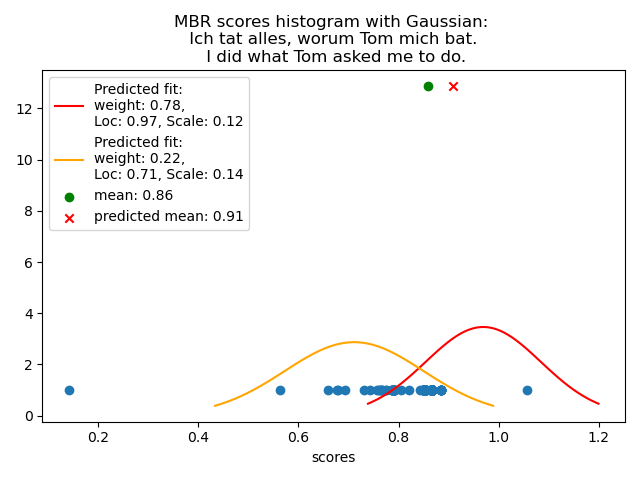 MBR scores histogram with Gaussian:
Ich tat alles, worum Tom mich bat.
I did what Tom asked me to do.
12
10
8
6
4
2
0
Predicted fit:
weight: 0.78,
Loc: 0.97, Scale: 0.12
Predicted fit:
weight: 0.22,
Loc: 0.71, Scale: 0.14
mean: 0.86
predicted mean: 0.91
0.2
0.4
0.6
0.8
1.0
1.2
scores